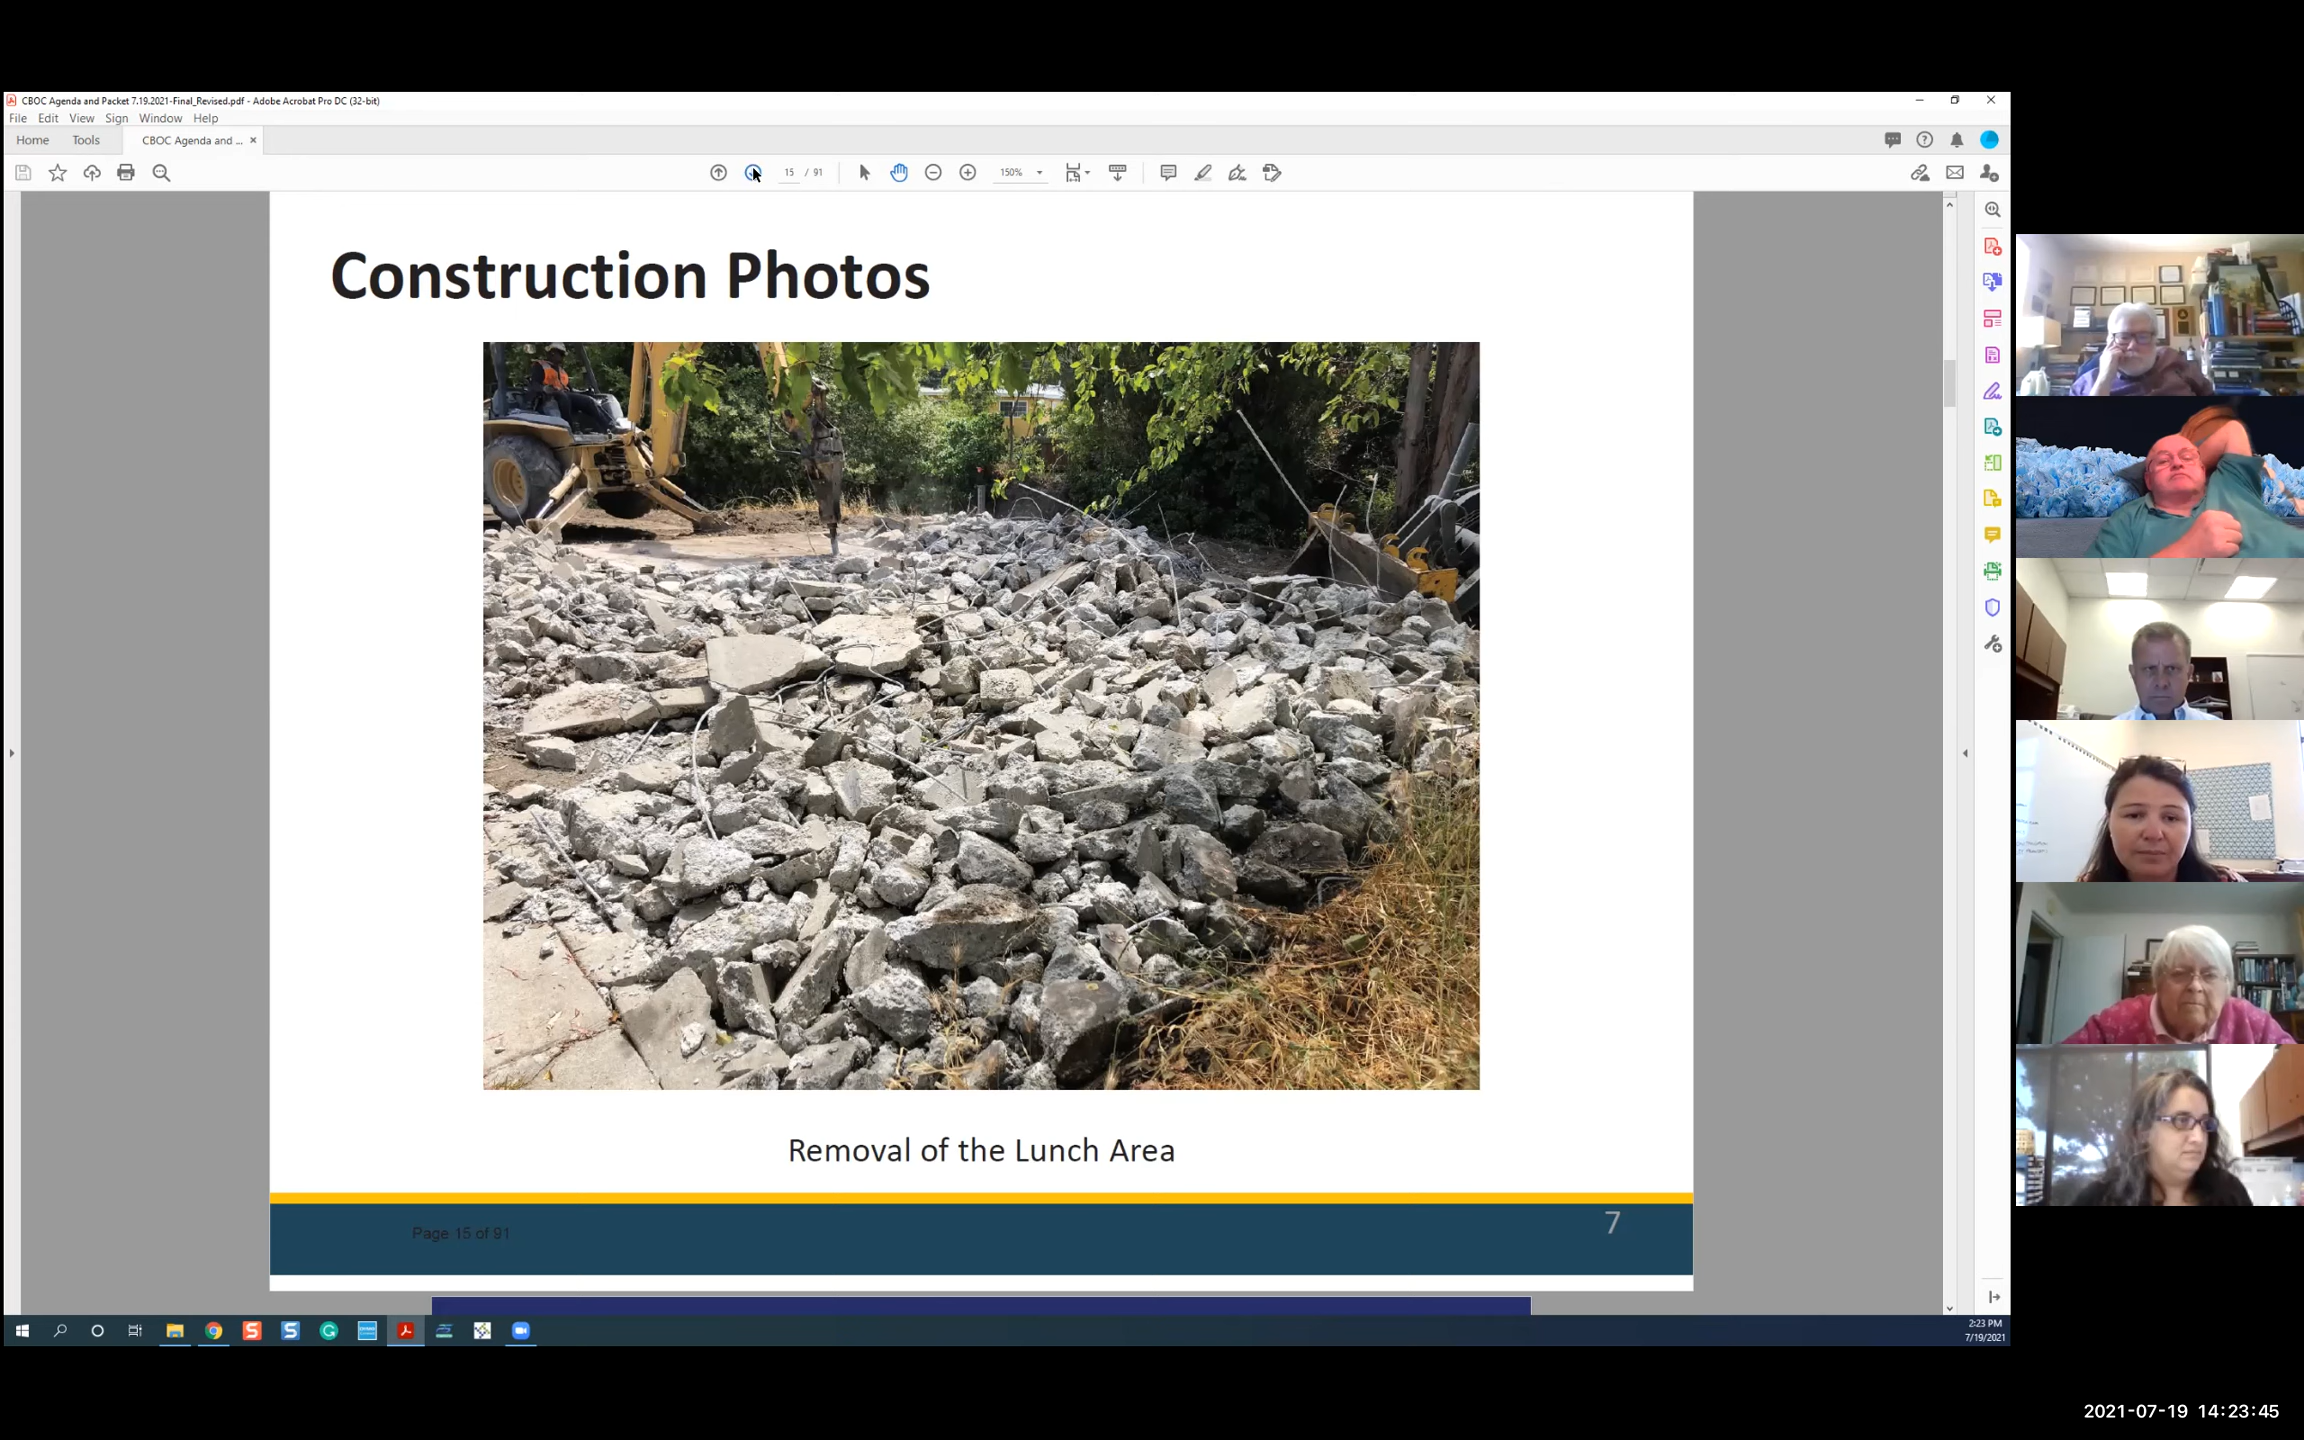 CBOC Agenda and Packet 7.19.2021-Final_Revised.pdf - Adobe Acrobat Pro DC (32-bit)
File Edit View Sign Window Help
Home Tools CBOC Agenda and ...
15 / 91 150%
Construction Photos
Removal of the Lunch Area
Page 15 of 91
7
2:23 PM
7/19/2021
2021-07-19 14:23:45